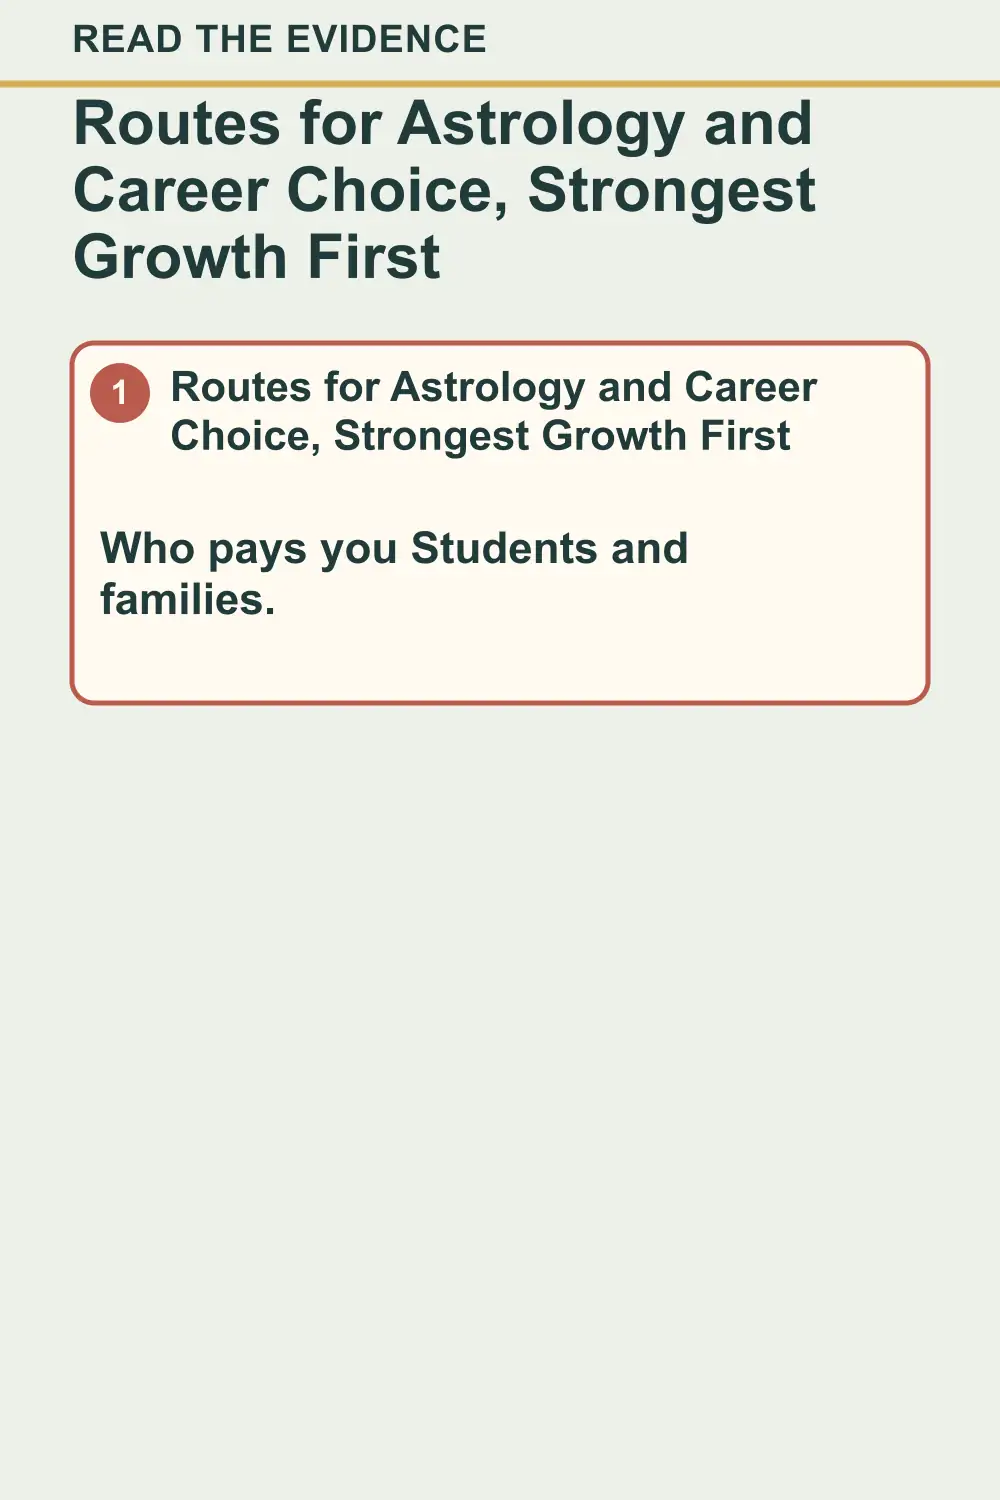 READ THE EVIDENCE
Routes for Astrology and
Career Choice, Strongest
Growth First
1
Routes for Astrology and Career
Choice, Strongest Growth First
Who pays you Students and
families.